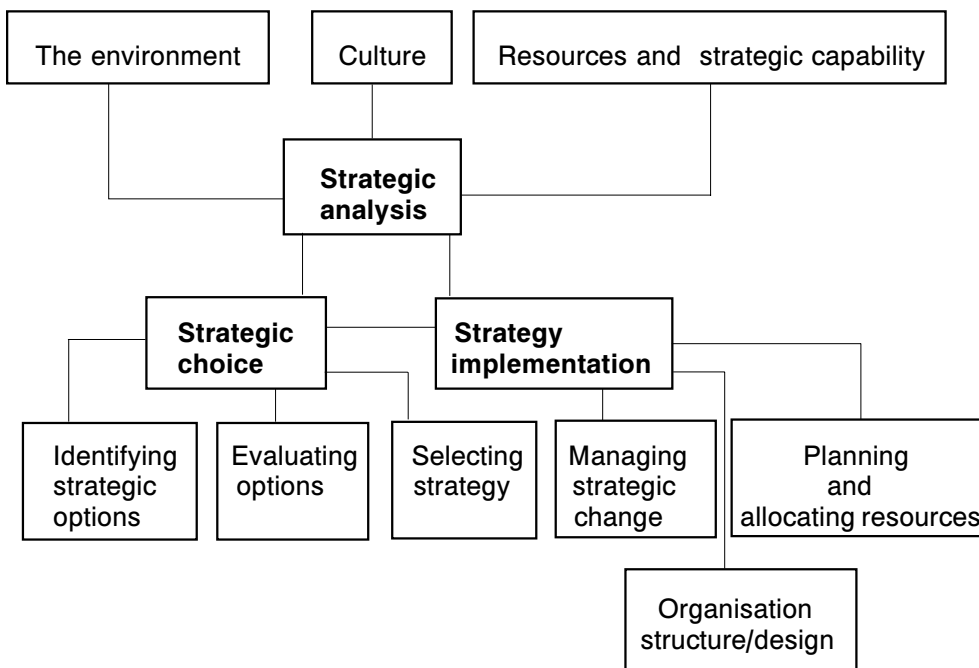 The environment
Culture
Resources and strategic capability
Strategic
analysis
Strategic
choice
Strategy
implementation
Identifying
strategic
options
Evaluating
options
Selecting
strategy
Managing
strategic
change
Planning
and
allocating resources
Organisation
structure/design